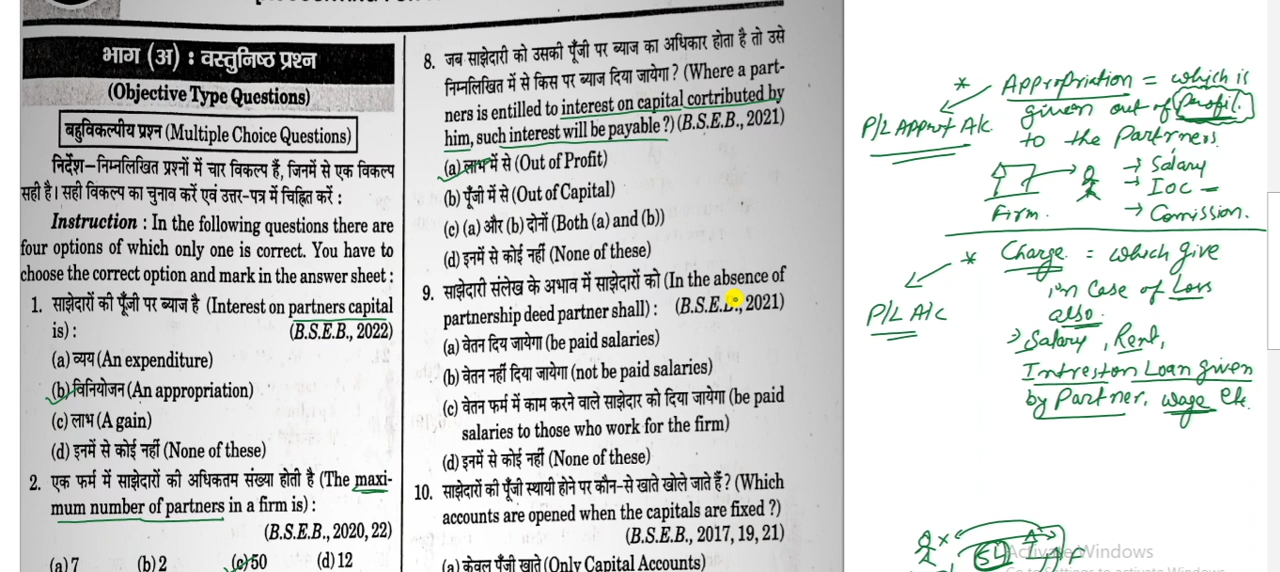 भाग (अ) : वस्तुनिष्ठ प्रश्न
(Objective Type Questions)
बहुविकल्पीय प्रश्न (Multiple Choice Questions)
निर्देश–निम्नलिखित प्रश्नों में चार विकल्प हैं, जिनमें से एक विकल्प
सही है। सही विकल्प का चुनाव करें एवं उत्तर-पत्र में चिह्नित करें :
Instruction : In the following questions there are
four options of which only one is correct. You have to
choose the correct option and mark in the answer sheet :
1. साझेदारों की पूँजी पर ब्याज है (Interest on partners capital
is) : (B.S.E.B., 2022)
(a) व्यय (An expenditure)
(b) विनियोजन (An appropriation)
(c) लाभ (A gain)
(d) इनमें से कोई नहीं (None of these)
2. एक फर्म में साझेदारों की अधिकतम संख्या होती है (The maxi-
mum number of partners in a firm is) :
(B.S.E.B., 2020, 22)
(a) 7 (b) 2 (c) 50 (d) 12
8. जब साझेदारी को उसकी पूँजी पर ब्याज का अधिकार होता है तो उसे
निम्नलिखित में से किस पर ब्याज दिया जायेगा ? (Where a part-
ners is entilled to interest on capital cortributed by
him, such interest will be payable ?) (B.S.E.B., 2021)
(a) लाभ में से (Out of Profit)
(b) पूँजी में से (Out of Capital)
(c) (a) और (b) दोनों (Both (a) and (b))
(d) इनमें से कोई नहीं (None of these)
9. साझेदारी संलेख के अभाव में साझेदारों को (In the absence of
partnership deed partner shall) : (B.S.E.B., 2021)
(a) वेतन दिय जायेगा (be paid salaries)
(b) वेतन नहीं दिया जायेगा (not be paid salaries)
(c) वेतन फर्म में काम करने वाले साझेदार को दिया जायेगा (be paid
salaries to those who work for the firm)
(d) इनमें से कोई नहीं (None of these)
10. साझेदारों की पूँजी स्थायी होने पर कौन-से खाते खोले जाते हैं ? (Which
accounts are opened when the capitals are fixed ?)
(B.S.E.B., 2017, 19, 21)
(a) केवल पूँजी खाते (Only Capital Accounts)
* Appropriation = which is
given out of Profit.
to the Partners.
P/L Appro A/c
→ Salary
→ IOC –
→ Comission.
Firm.
* Charge = which give
in case of Loss
also.
P/L A/c
→ Salary, Rent,
Intrest on Loan given
by Partner, wage etc.
Activate Windows
Go to Settings to activate Windows